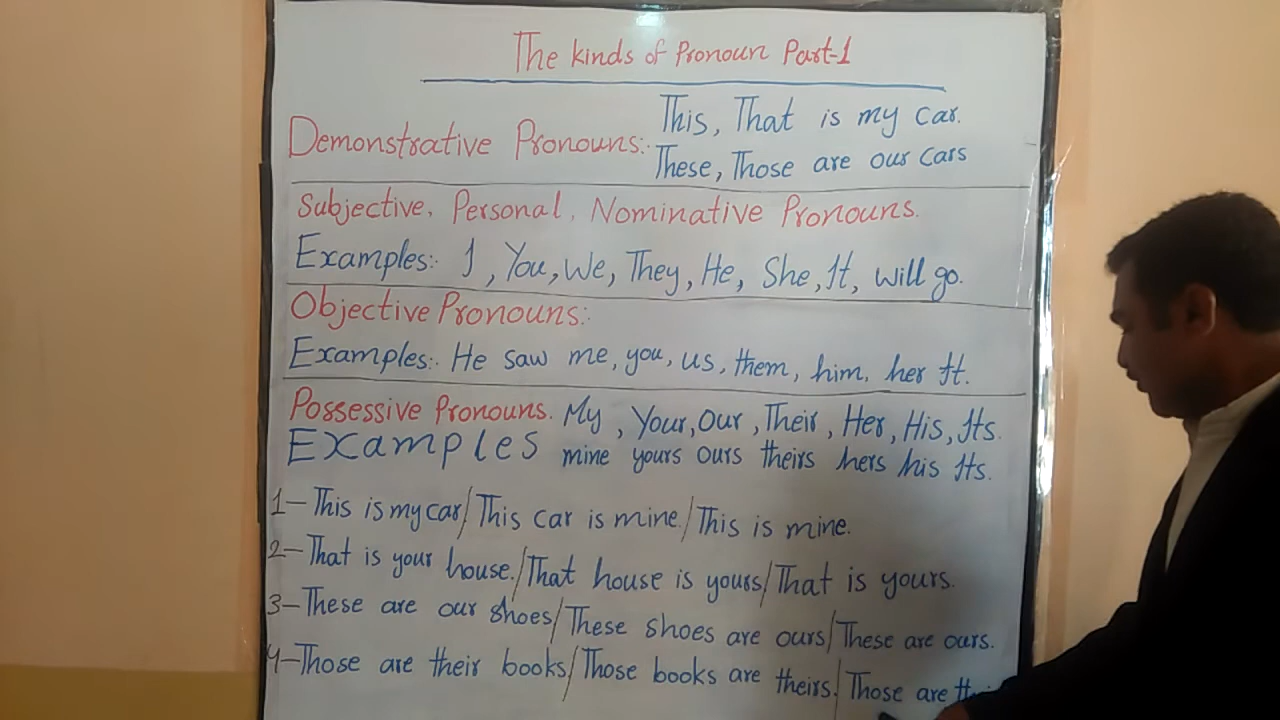 The kinds of Pronoun Part-1
Demonstrative Pronouns:- This, That is my car.
These, Those are our cars
Subjective, Personal, Nominative Pronouns.
Examples:- I, You, We, They, He, She, It, will go.
Objective Pronouns:-
Examples:- He saw me, you, us, them, him, her It.
Possessive Pronouns. My, Your, Our, Their, Her, His, Its.
Examples mine yours ours theirs hers his Its.
1- This is my car/ This car is mine./ This is mine.
2- That is your house./ That house is yours/ That is yours.
3- These are our shoes/ These shoes are ours/ These are ours.
4- Those are their books/ Those books are theirs./ Those are